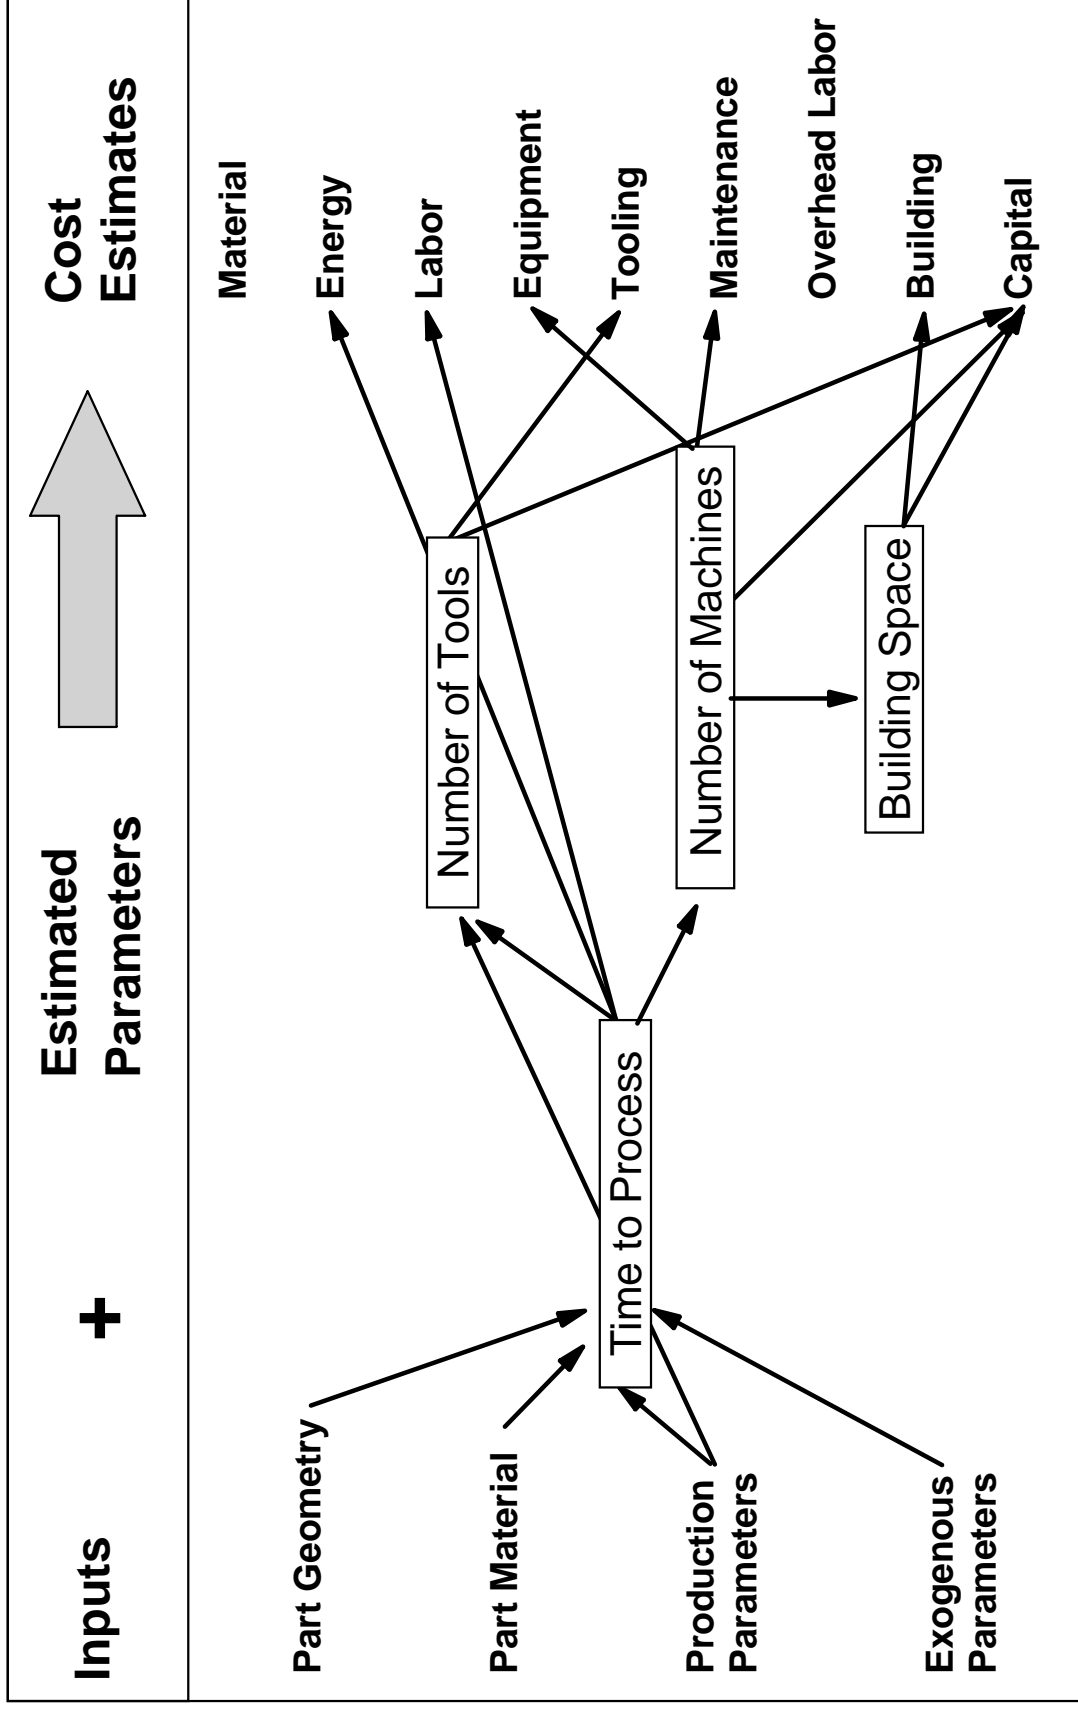 Inputs
+
Estimated
Parameters
Cost
Estimates
Part Geometry
Part Material
Production
Parameters
Exogenous
Parameters
Time to Process
Number of Tools
Number of Machines
Building Space
Material
Energy
Labor
Equipment
Tooling
Maintenance
Overhead Labor
Building
Capital